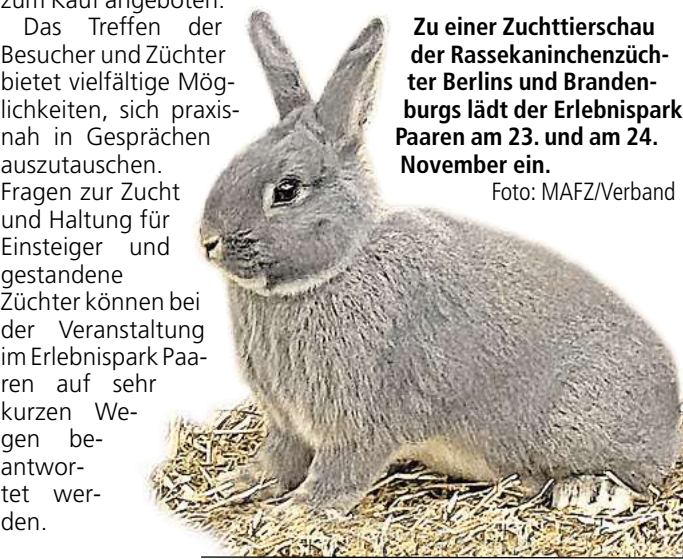 zum Kauf angeboten.
Das Treffen der
Besucher und Züchter
bietet vielfältige Mög-
lichkeiten, sich praxis-
nah in Gesprächen
auszutauschen.
Fragen zur Zucht
und Haltung für
Einsteiger und
gestandene
Züchter können bei
der Veranstaltung
im Erlebnispark Paa-
ren auf sehr
kurzen We-
gen be-
antwor-
tet wer-
den.
Zu einer Zuchttierschau
der Rassekaninchenzüch-
ter Berlins und Branden-
burgs lädt der Erlebnispark
Paaren am 23. und am 24.
November ein.
Foto: MAFZ/Verband